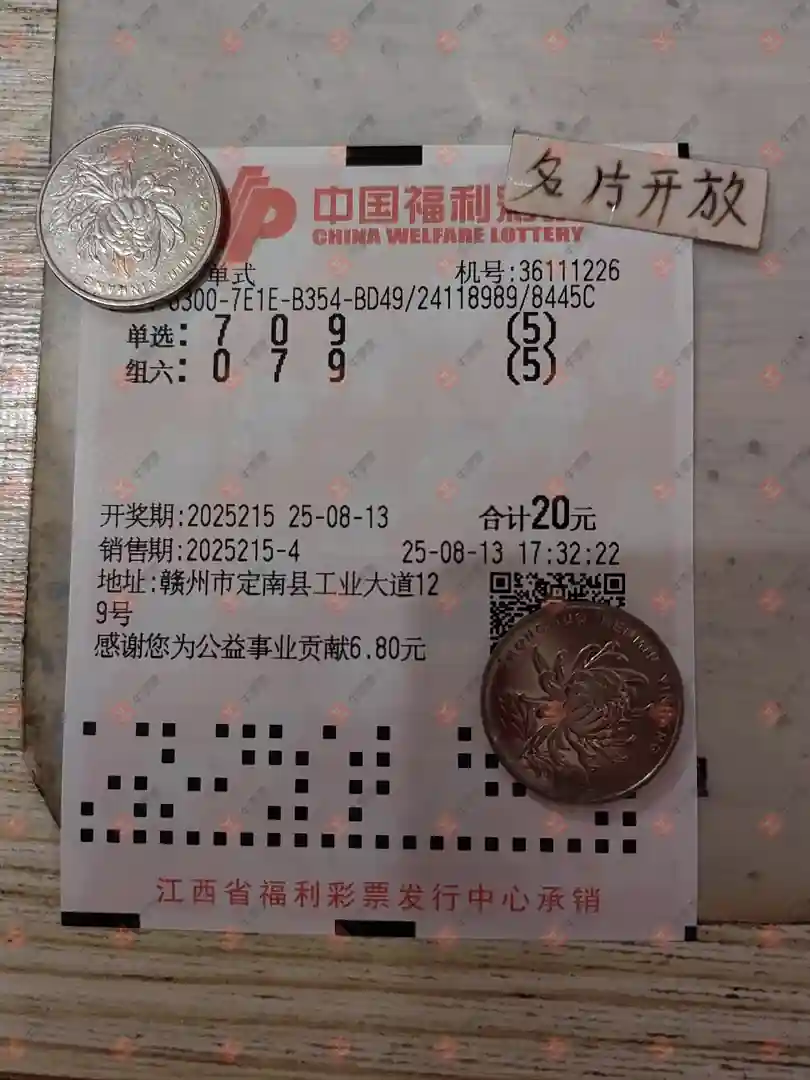 名片开放
中国福利彩
CHINA WELFARE LOTTERY
单式 机号:36111226
6300-7E1E-B354-BD49/24118989/8445C
单选: 7 0 9 (5)
组六: 0 7 9 (5)
开奖期:2025215 25-08-13 合计20元
销售期:2025215-4 25-08-13 17:32:22
地址:赣州市定南县工业大道12
9号
感谢您为公益事业贡献6.80元
江西省福利彩票发行中心承销